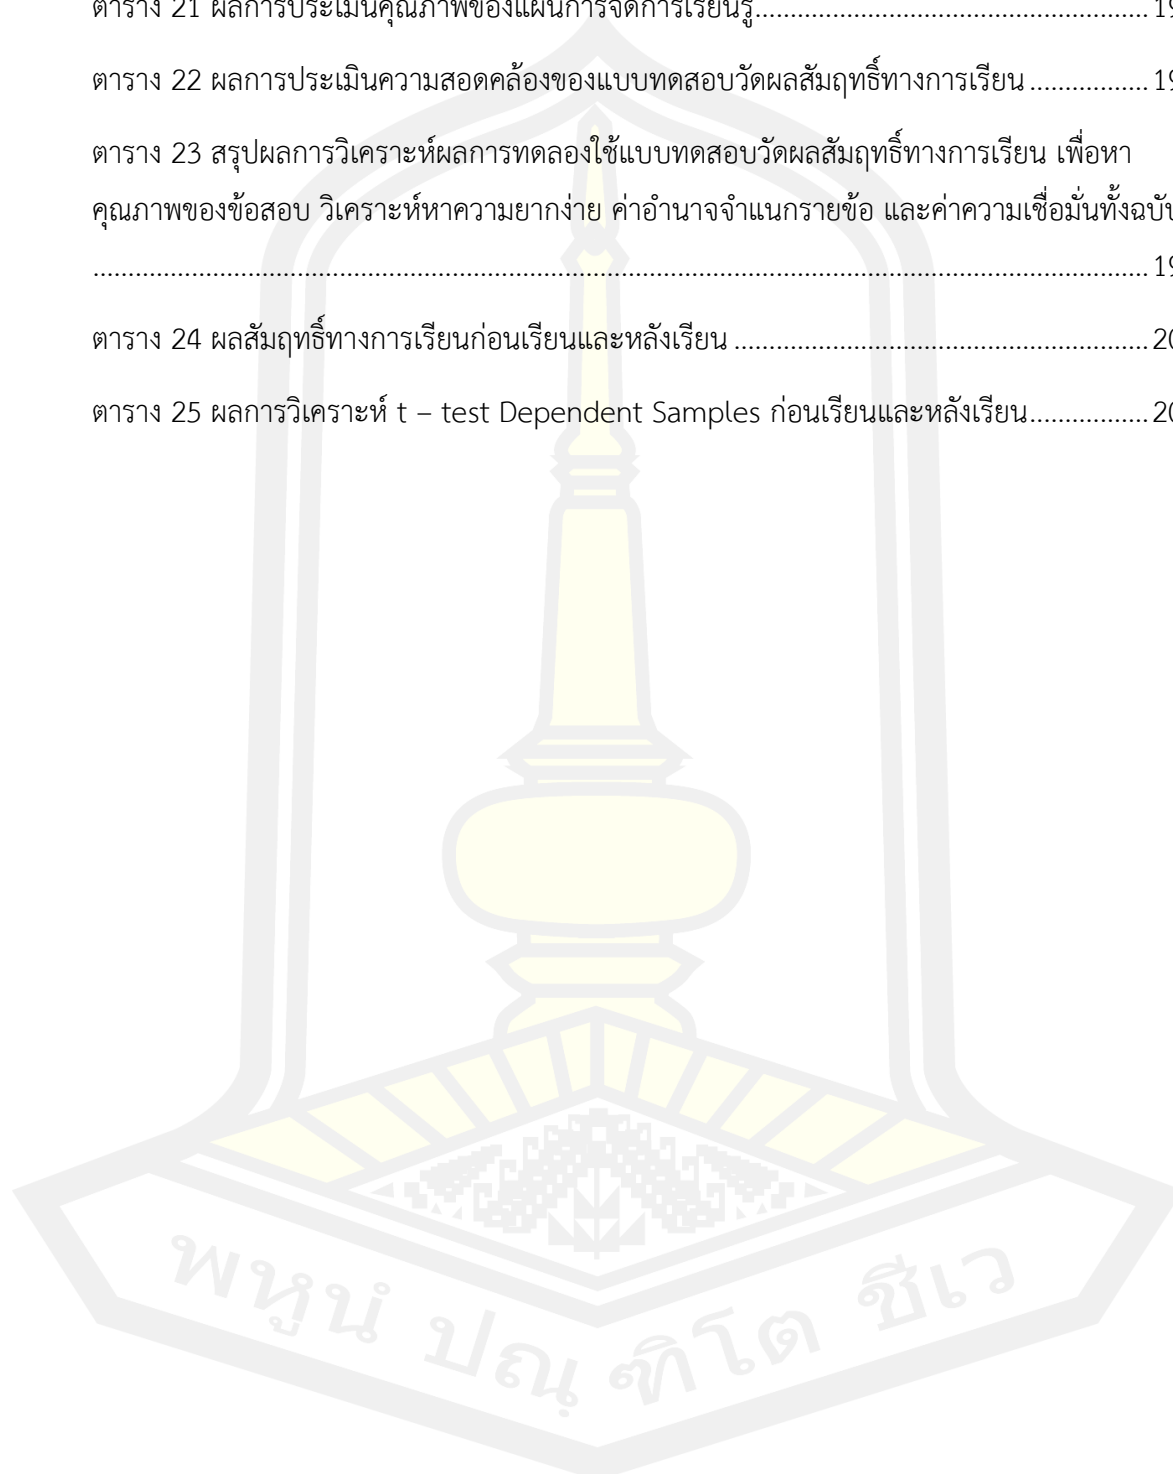 ตาราง 21 ผลการประเมินคุณภาพของแผนการจัดการเรียนรู้........................................................ 19
ตาราง 22 ผลการประเมินความสอดคล้องของแบบทดสอบวัดผลสัมฤทธิ์ทางการเรียน ................. 19
ตาราง 23 สรุปผลการวิเคราะห์ผลการทดลองใช้แบบทดสอบวัดผลสัมฤทธิ์ทางการเรียน เพื่อหา
คุณภาพของข้อสอบ วิเคราะห์หาความยากง่าย ค่าอำนาจจำแนกรายข้อ และค่าความเชื่อมั่นทั้งฉบับ
...................................................................................................................................................... 19
ตาราง 24 ผลสัมฤทธิ์ทางการเรียนก่อนเรียนและหลังเรียน ........................................................... 20
ตาราง 25 ผลการวิเคราะห์ t – test Dependent Samples ก่อนเรียนและหลังเรียน................. 20
พหูนํ ปณฺฑิโต ชีเว